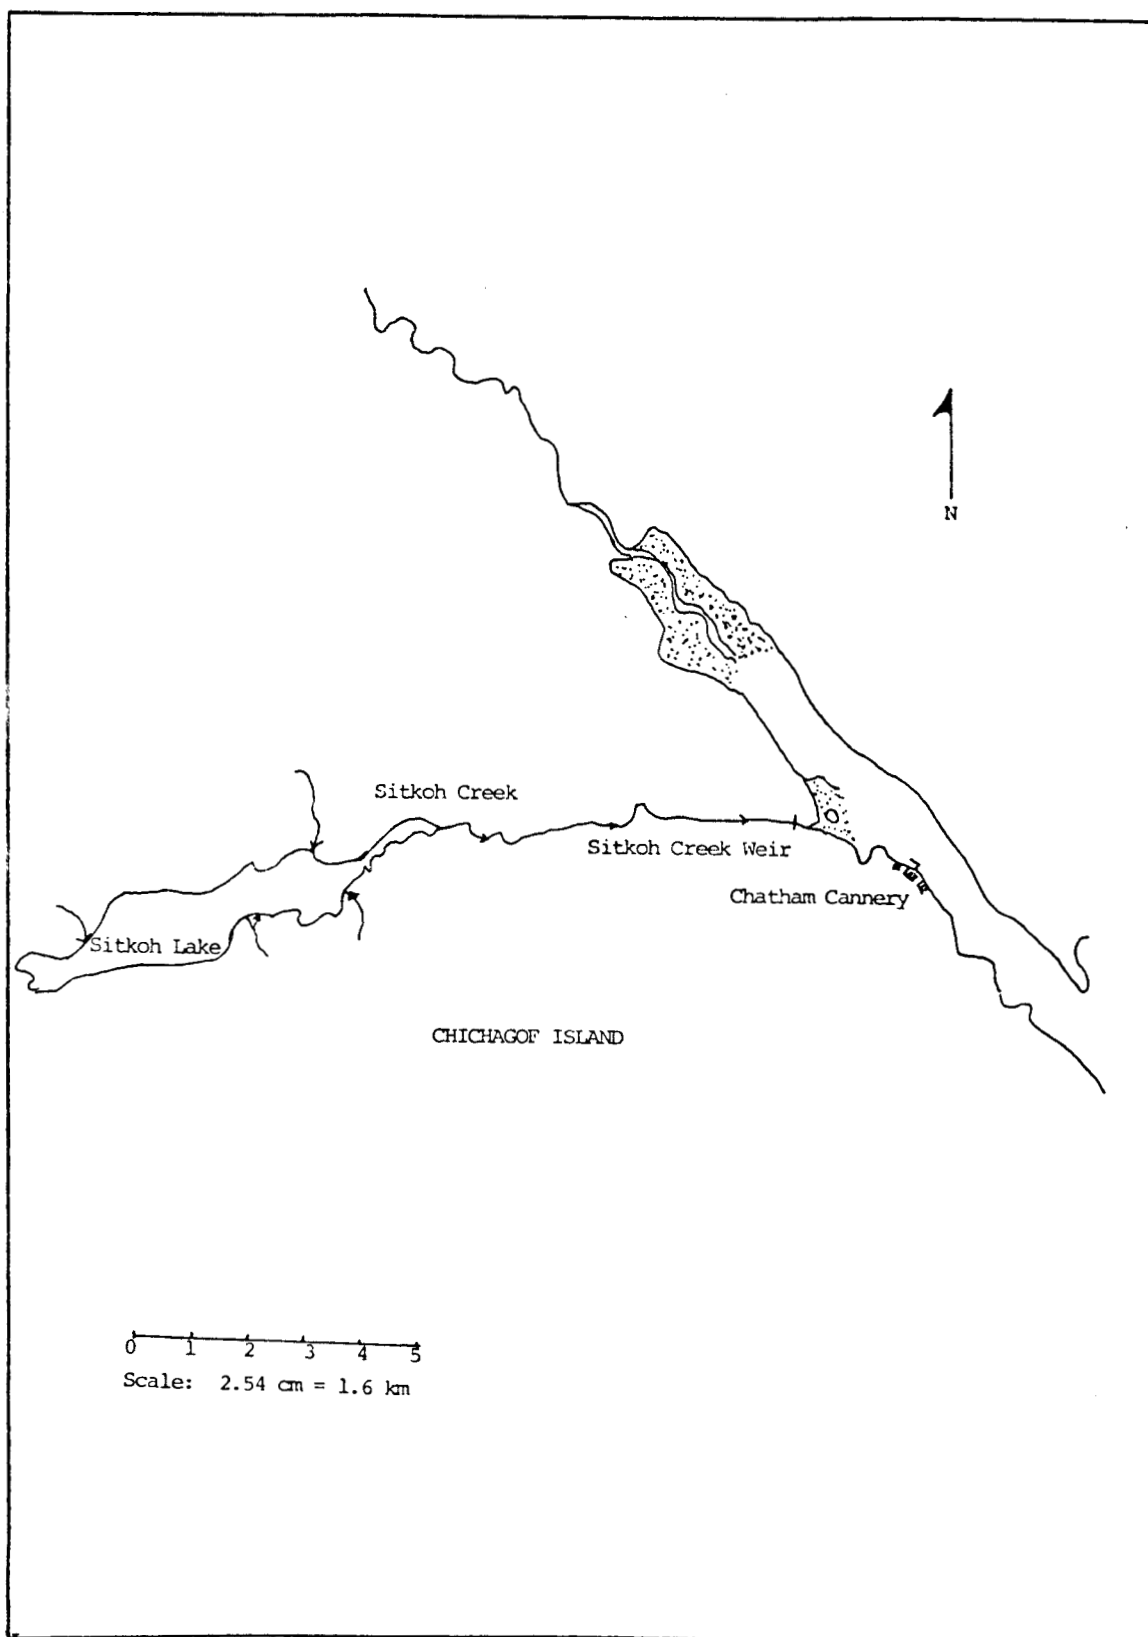 N
Sitkoh Creek
Sitkoh Creek Weir
Chatham Cannery
Sitkoh Lake
CHICHAGOF ISLAND
0 1 2 3 4 5
Scale: 2.54 cm = 1.6 km